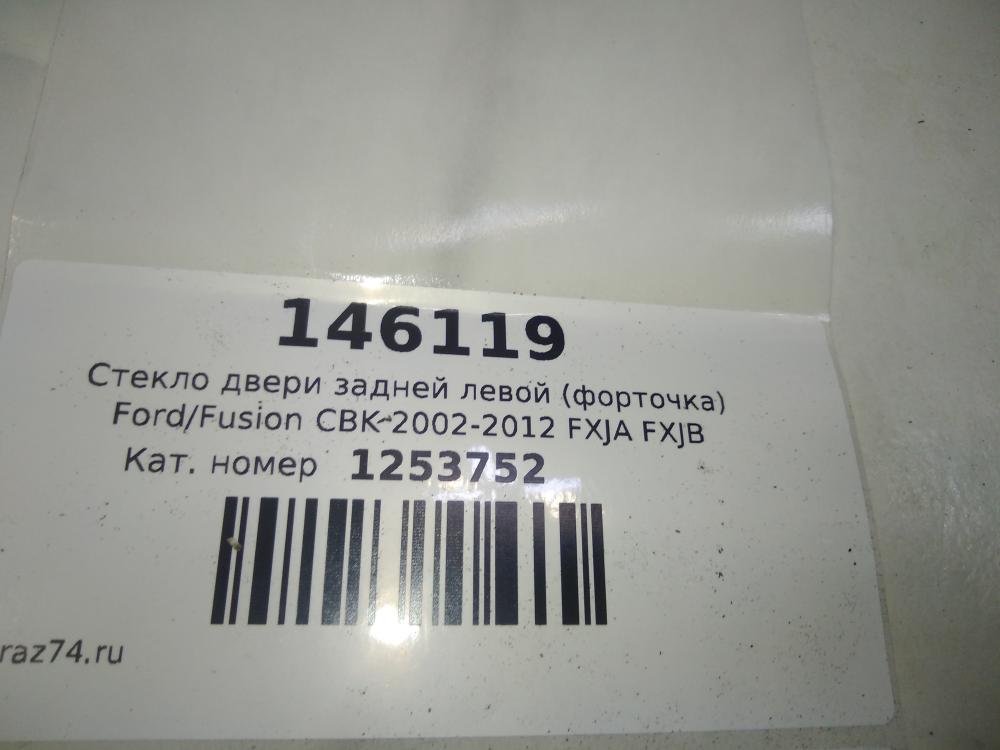 146119
Стекло двери задней левой (форточка)
Ford/Fusion CBK 2002-2012 FXJA FXJB
Кат. номер 1253752
raz74.ru